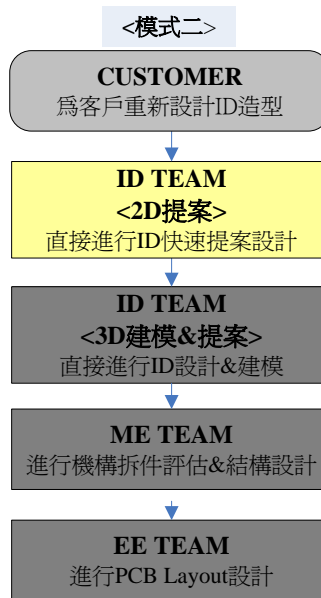 <模式二>
CUSTOMER
爲客戶重新設計ID造型
ID TEAM
<2D提案>
直接進行ID快速提案設計
ID TEAM
<3D建模&提案>
直接進行ID設計&建模
ME TEAM
進行機構拆件評估&結構設計
EE TEAM
進行PCB Layout設計